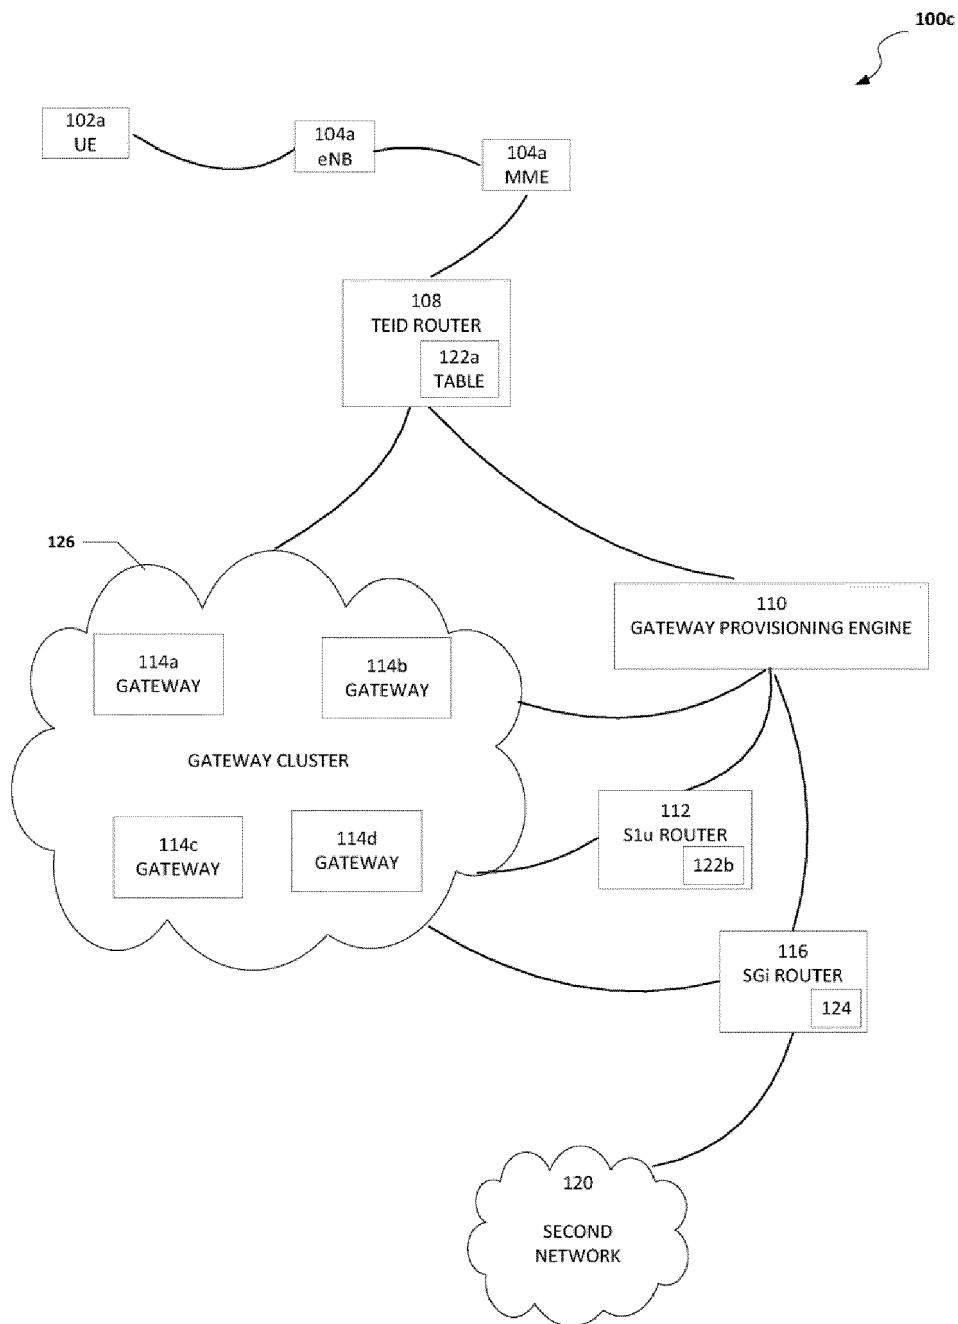 100c
102a
UE
104a
eNB
104a
MME
108
TEID ROUTER
122a
TABLE
126
110
GATEWAY PROVISIONING ENGINE
114a
GATEWAY
114b
GATEWAY
GATEWAY CLUSTER
112
S1u ROUTER
122b
114c
GATEWAY
114d
GATEWAY
116
SGi ROUTER
124
120
SECOND
NETWORK